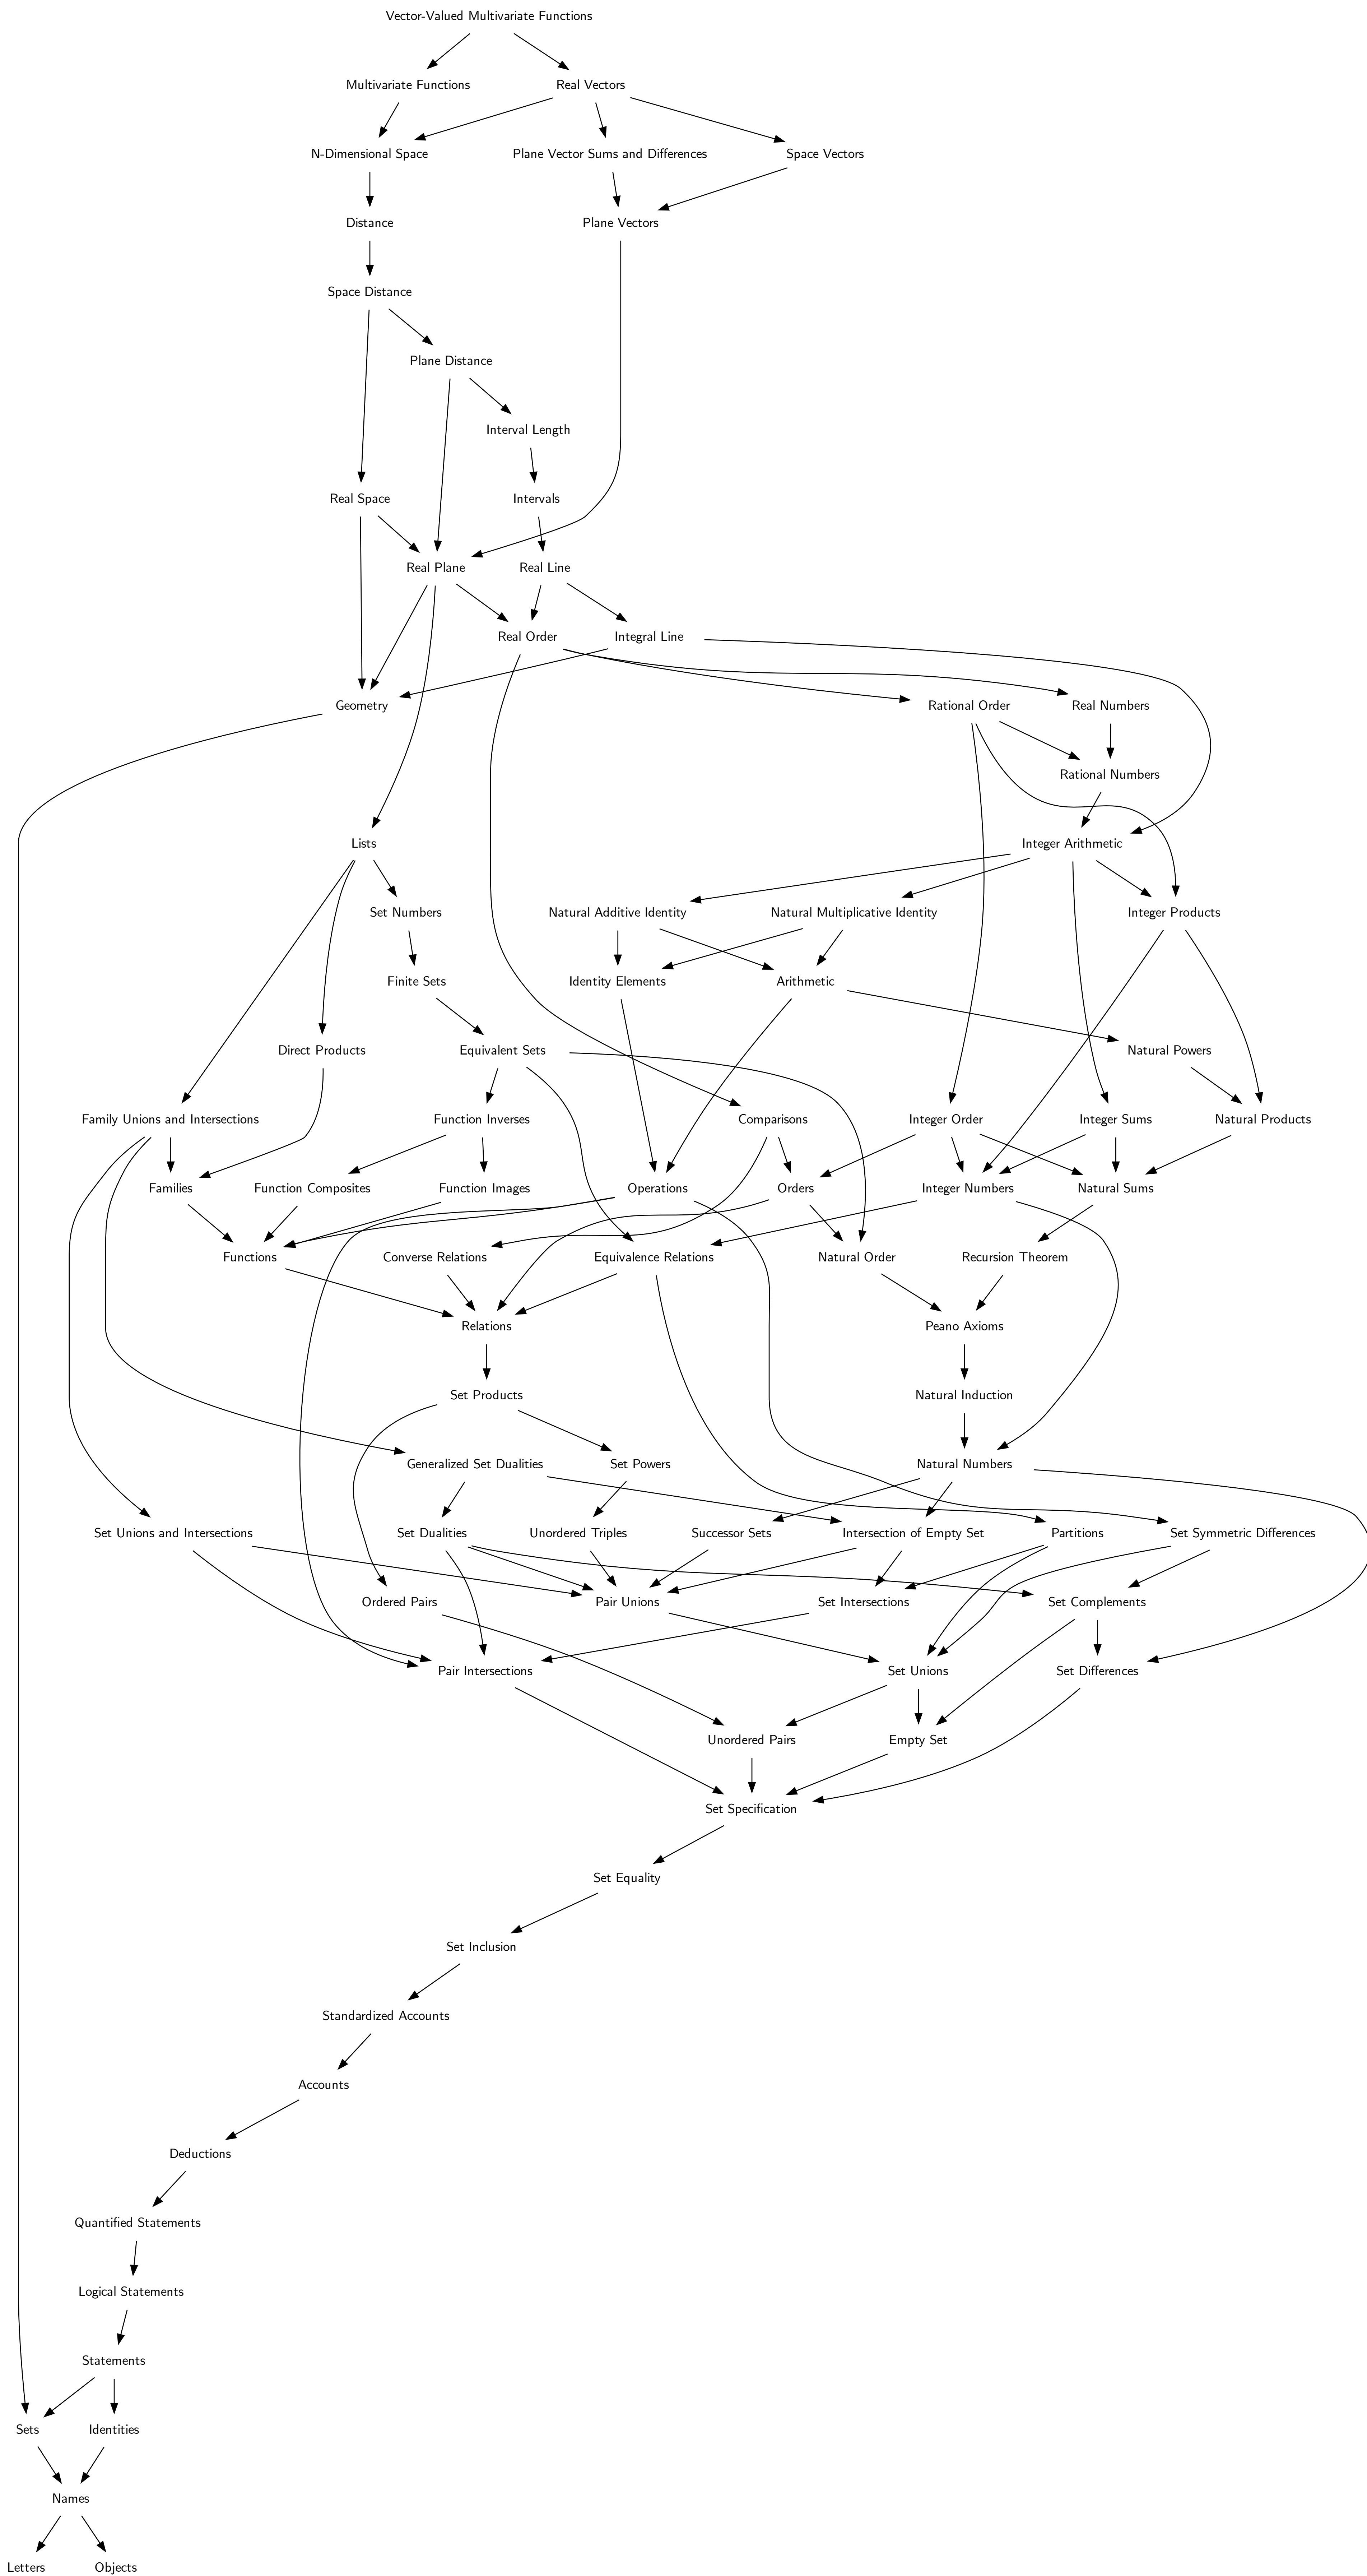 Vector-Valued Multivariate Functions
Multivariate Functions
Real Vectors
N-Dimensional Space
Plane Vector Sums and Differences
Space Vectors
Distance
Plane Vectors
Space Distance
Plane Distance
Interval Length
Real Space
Intervals
Real Plane
Real Line
Real Order
Integral Line
Geometry
Rational Order
Real Numbers
Rational Numbers
Lists
Integer Arithmetic
Set Numbers
Natural Additive Identity
Natural Multiplicative Identity
Integer Products
Finite Sets
Identity Elements
Arithmetic
Direct Products
Equivalent Sets
Natural Powers
Family Unions and Intersections
Function Inverses
Comparisons
Integer Order
Integer Sums
Natural Products
Families
Function Composites
Function Images
Operations
Orders
Integer Numbers
Natural Sums
Functions
Converse Relations
Equivalence Relations
Natural Order
Recursion Theorem
Relations
Peano Axioms
Set Products
Natural Induction
Generalized Set Dualities
Set Powers
Natural Numbers
Set Unions and Intersections
Set Dualities
Unordered Triples
Successor Sets
Intersection of Empty Set
Partitions
Set Symmetric Differences
Ordered Pairs
Pair Unions
Set Intersections
Set Complements
Pair Intersections
Set Unions
Set Differences
Unordered Pairs
Empty Set
Set Specification
Set Equality
Set Inclusion
Standardized Accounts
Accounts
Deductions
Quantified Statements
Logical Statements
Statements
Sets
Identities
Names
Letters
Objects